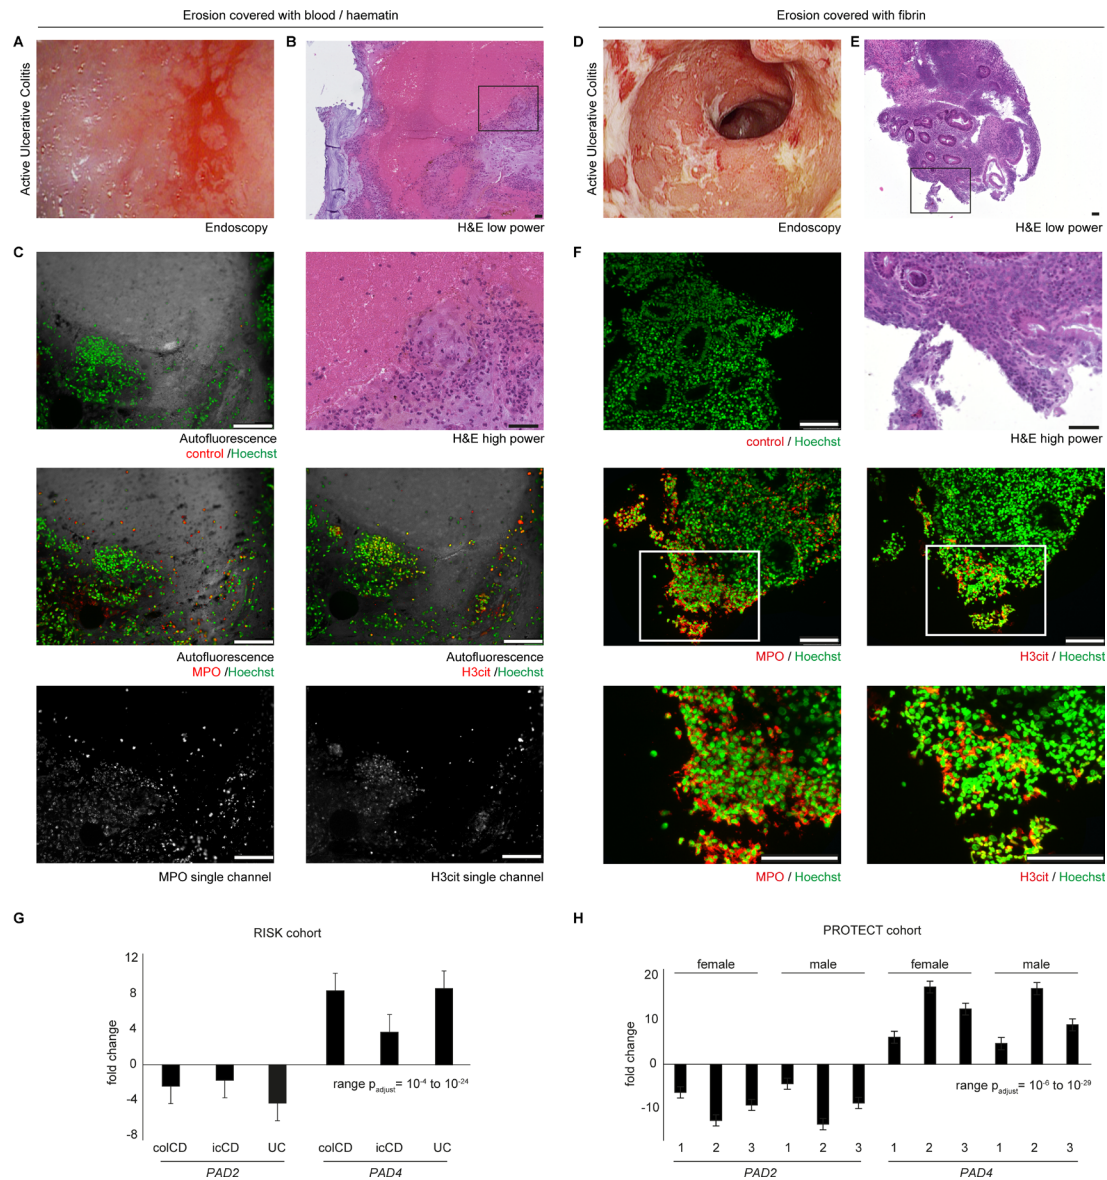 Erosion covered with blood / haematin
Erosion covered with fibrin
A
B
D
E
Active Ulcerative Colitis
Active Ulcerative Colitis
Endoscopy
H&E low power
Endoscopy
H&E low power
C
F
Autofluorescence
control /Hoechst
H&E high power
control / Hoechst
H&E high power
Autofluorescence
MPO /Hoechst
Autofluorescence
H3cit /Hoechst
MPO / Hoechst
H3cit / Hoechst
MPO single channel
H3cit single channel
MPO / Hoechst
H3cit / Hoechst
G
RISK cohort
12
8
4
0
-4
-8
fold change
range padjust= 10-4 to 10-24
colCD icCD UC colCD icCD UC
PAD2 PAD4
H
PROTECT cohort
female male female male
20
10
0
-10
fold change
range padjust= 10-6 to 10-29
1 2 3 1 2 3 1 2 3 1 2 3
PAD2 PAD4